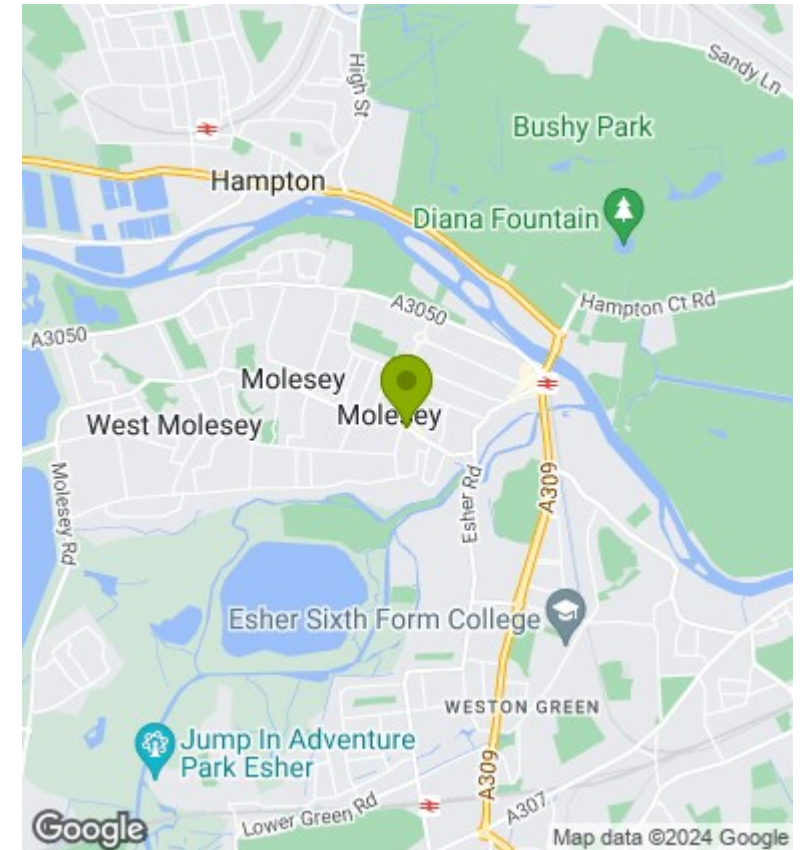 Sandy Ln
High St
Bushy Park
Hampton
Diana Fountain
Hampton Ct Rd
A3050
A3050
Molesey
Molesey
West Molesey
Molesey Rd
Esher Rd
A309
Esher Sixth Form College
WESTON GREEN
Jump In Adventure
Park Esher
A309
Lower Green Rd
A307
Google
Map data ©2024 Google